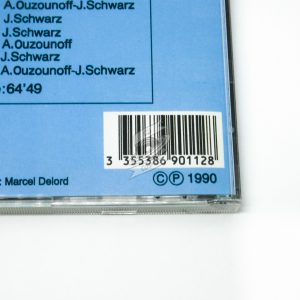 A.Ouzounoff-J.Schwarz
J.Schwarz
J.Schwarz
A.Ouzounoff
J.Schwarz
A.Ouzounoff-J.Schwarz
:64'49
3 355386 901128
: Marcel Delord
© ℗ 1990